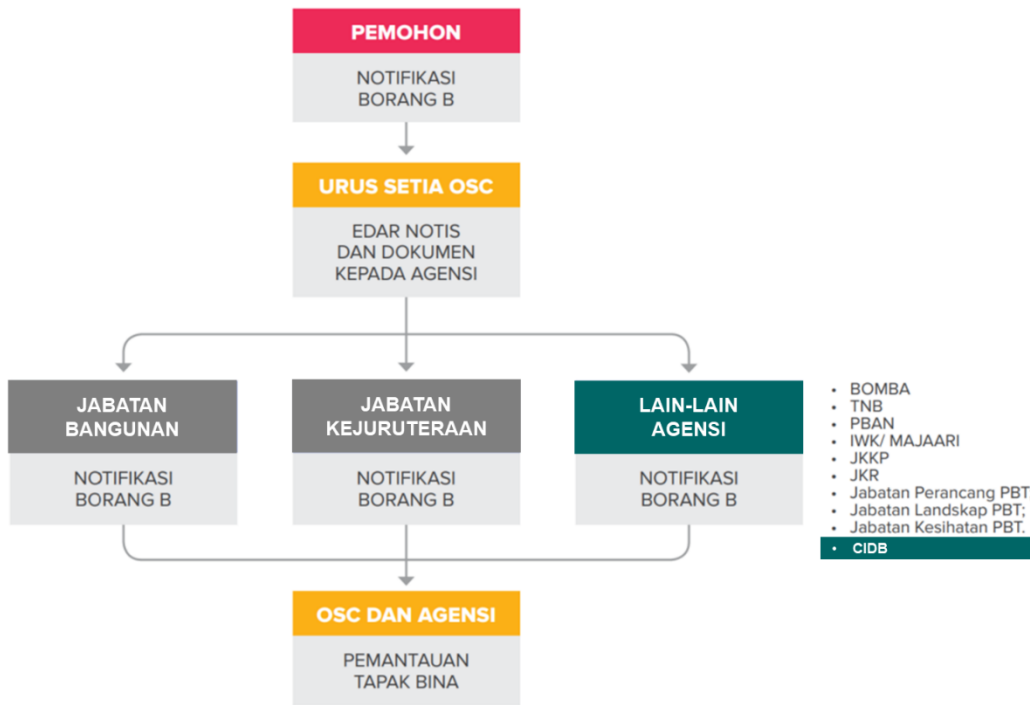 PEMOHON
NOTIFIKASI
BORANG B
URUS SETIA OSC
EDAR NOTIS
DAN DOKUMEN
KEPADA AGENSI
JABATAN
BANGUNAN
NOTIFIKASI
BORANG B
JABATAN
KEJURUTERAAN
NOTIFIKASI
BORANG B
LAIN-LAIN
AGENSI
NOTIFIKASI
BORANG B
• BOMBA
• TNB
• PBAN
• IWK/ MAJAARI
• JKKP
• JKR
• Jabatan Perancang PBT
• Jabatan Landskap PBT;
• Jabatan Kesihatan PBT.
• CIDB
OSC DAN AGENSI
PEMANTAUAN
TAPAK BINA